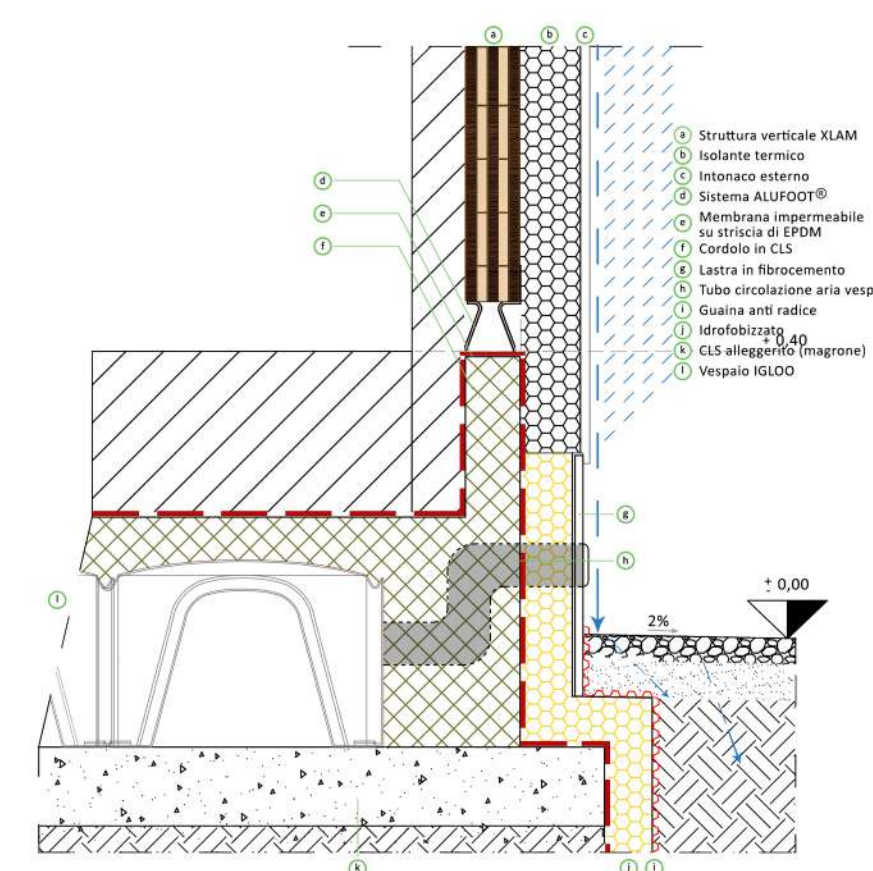 a b c
a Struttura verticale XLAM
b Isolante termico
c Intonaco esterno
d Sistema ALUFOOT®
e Membrana impermeabile
su striscia di EPDM
f Cordolo in CLS
g Lastra in fibrocemento
h Tubo circolazione aria vesp
i Guaina anti radice
j Idrofobizzato
+ 0,40
k CLS alleggerito (magrone)
l Vespaio IGLOO
d
e
f
g
h
l
± 0,00
2%
k j i